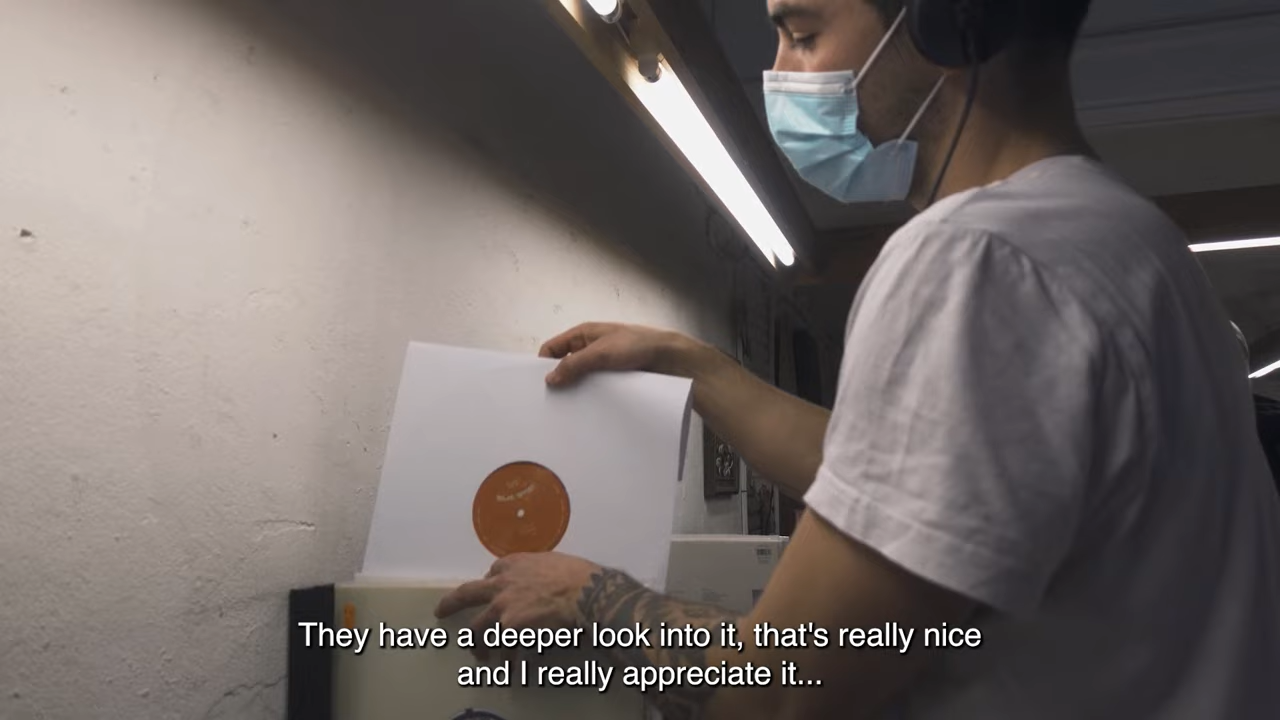 They have a deeper look into it, that's really nice
and I really appreciate it...